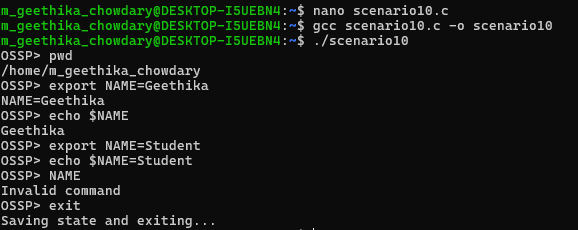 m_geethika_chowdary@DESKTOP-I5UEBN4:~$ nano scenario10.c
m_geethika_chowdary@DESKTOP-I5UEBN4:~$ gcc scenario10.c -o scenario10
m_geethika_chowdary@DESKTOP-I5UEBN4:~$ ./scenario10
OSSP> pwd
/home/m_geethika_chowdary
OSSP> export NAME=Geethika
NAME=Geethika
OSSP> echo $NAME
Geethika
OSSP> export NAME=Student
OSSP> echo $NAME=Student
OSSP> NAME
Invalid command
OSSP> exit
Saving state and exiting...